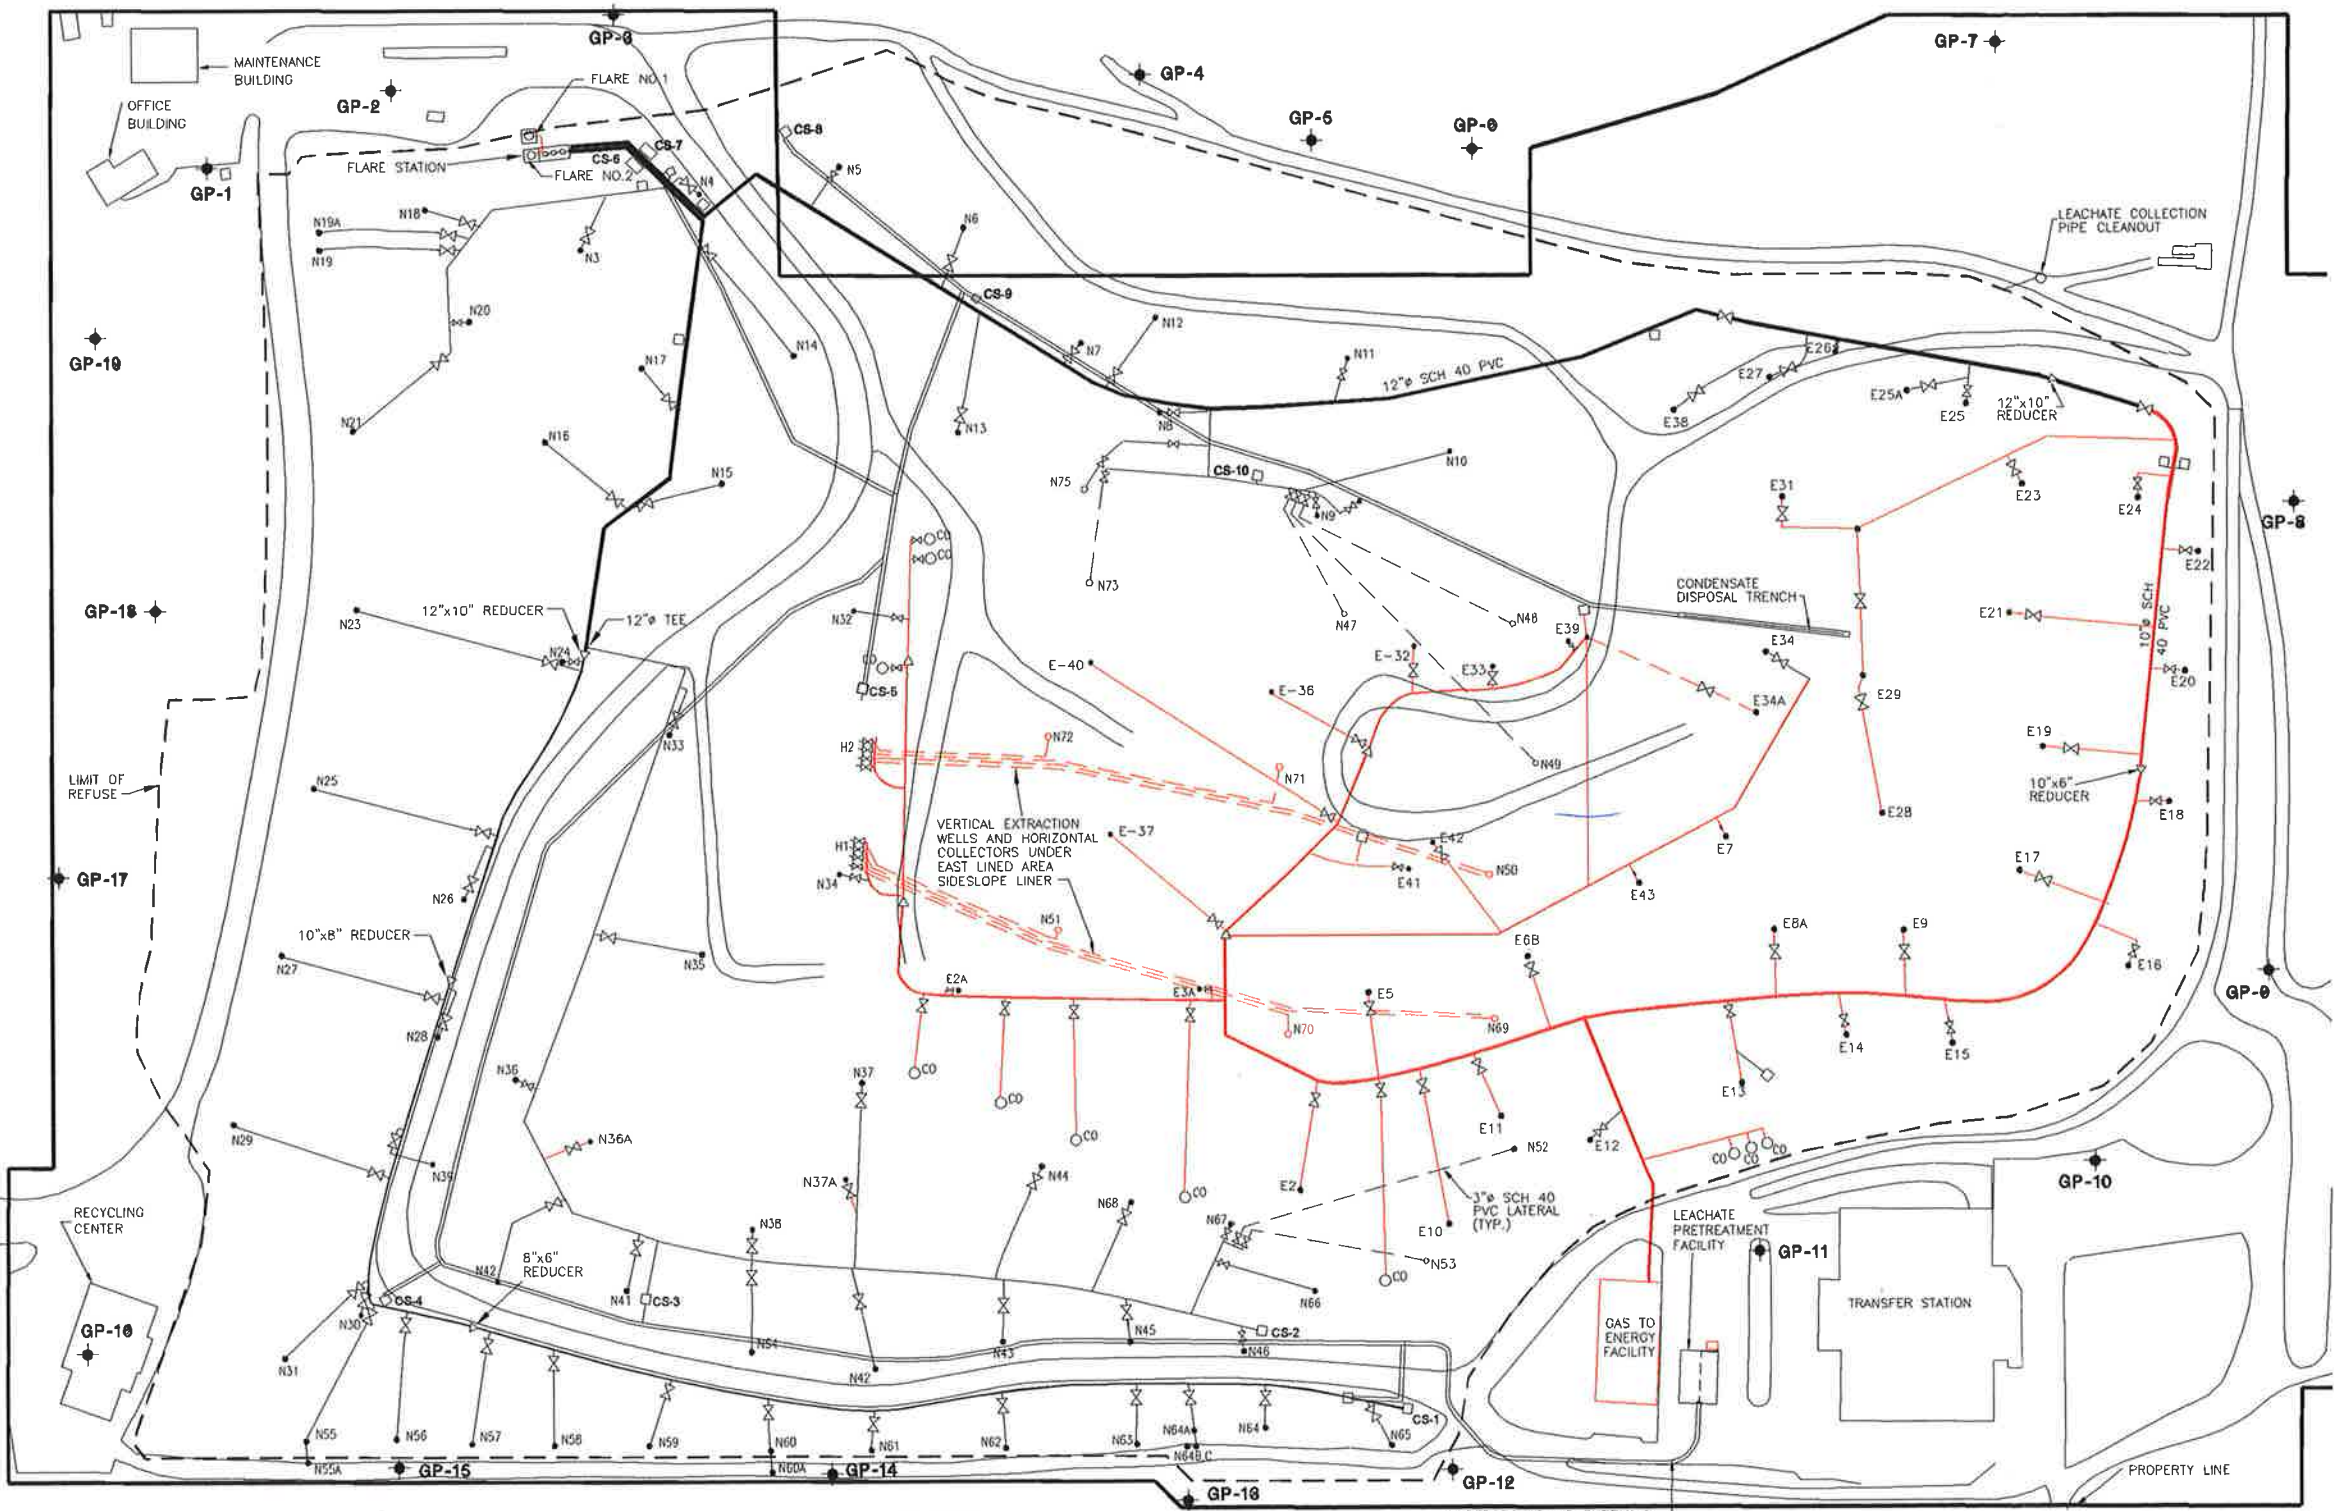 GP-3
GP-7
MAINTENANCE
BUILDING
FLARE NO.1
GP-4
GP-2
OFFICE
BUILDING
GP-5
GP-6
CS-8
CS-7
CS-6
FLARE STATION
FLARE NO.2
N4
N5
GP-1
N18
N19A
N19
N3
N6
LEACHATE COLLECTION
PIPE CLEANOUT
CS-9
N20
N14
N12
N7
N11
12"ø SCH 40 PVC
E26
E27
E38
E25A
E25
12"x10"
REDUCER
GP-19
N17
N21
N16
N15
N13
N8
N10
N75
CS-10
N9
E31
E23
E24
GP-8
CO
CO
E22
N73
N47
N48
CONDENSATE
DISPOSAL TRENCH
GP-18
12"x10" REDUCER
12"ø TEE
N23
N24
N32
CS-5
E-40
E-32
E33
E39
E34
E21
10"ø SCH
40 PVC
E20
E-36
E34A
E29
N33
H2
N72
N71
N49
E19
10"x6"
REDUCER
E18
LIMIT OF
REFUSE
N25
VERTICAL EXTRACTION
WELLS AND HORIZONTAL
COLLECTORS UNDER
EAST LINED AREA
SIDESLOPE LINER
E-37
E42
E28
H1
N34
E41
N50
E7
E43
E17
GP-17
N26
10"x8" REDUCER
N51
N27
N35
E6B
E8A
E9
E16
GP-9
E2A
E3A
E5
N28
N70
N69
E14
E15
N36
N37
CO
CO
CO
E11
E13
E12
N29
N36A
N39
N37A
N44
N52
CO
CO
CO
GP-10
E2
CO
3"ø SCH 40
PVC LATERAL
(TYP.)
E10
N68
N67
N38
RECYCLING
CENTER
LEACHATE
PRETREATMENT
FACILITY
GP-11
N53
CO
8"x6"
REDUCER
N42
N41
CS-3
N66
CS-4
N30
TRANSFER STATION
GP-16
GAS TO
ENERGY
FACILITY
CS-2
N31
N54
N43
N45
N46
N42
CS-1
N55
N56
N57
N58
N59
N60
N61
N62
N63
N64A
N64
N65
N64B,C
N55A
GP-15
N60A
GP-14
GP-12
GP-13
PROPERTY LINE